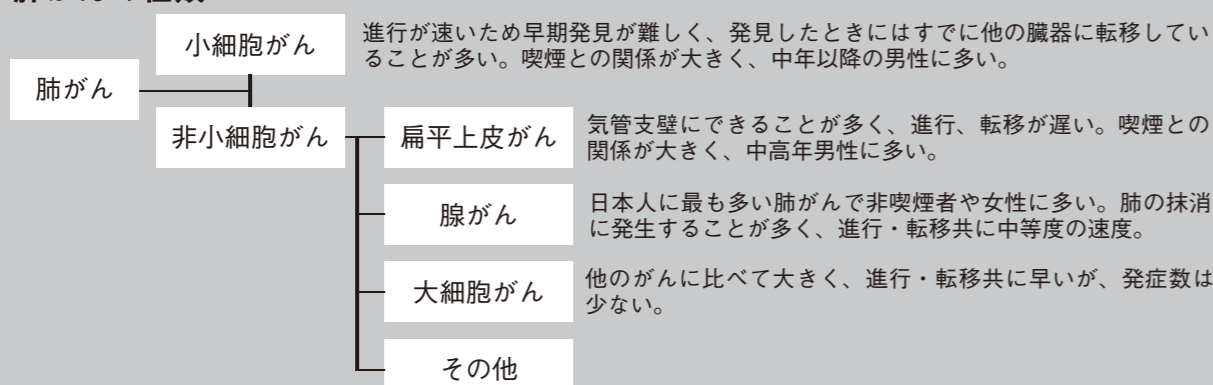 小細胞がん
進行が速いため早期発見が難しく、発見したときにはすでに他の臓器に転移してい
ることが多い。喫煙との関係が大きく、中年以降の男性に多い。
肺がん
非小細胞がん
扁平上皮がん
気管支壁にできることが多く、進行、転移が遅い。喫煙との
関係が大きく、中高年男性に多い。
腺がん
日本人に最も多い肺がんで非喫煙者や女性に多い。肺の抹消
に発生することが多く、進行・転移共に中等度の速度。
大細胞がん
他のがんに比べて大きく、進行・転移共に早いが、発症数は
少ない。
その他